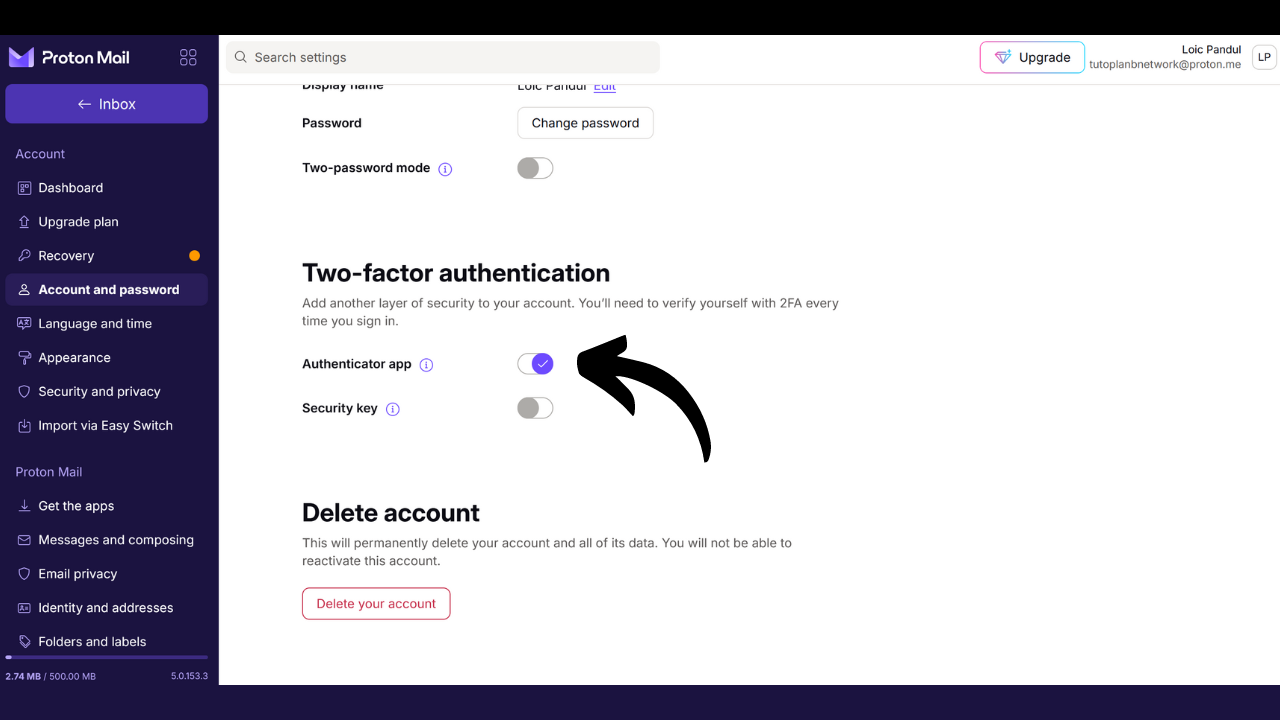 Proton Mail
Search settings
Upgrade
Loic Pandul
tutoplanbnetwork@proton.me
LP
Inbox
Account
Dashboard
Upgrade plan
Recovery
Account and password
Language and time
Appearance
Security and privacy
Import via Easy Switch
Proton Mail
Get the apps
Messages and composing
Email privacy
Identity and addresses
Folders and labels
2.74 MB / 500.00 MB
5.0.153.3
Display name
Loic Pandul Edit
Password
Change password
Two-password mode
Two-factor authentication
Add another layer of security to your account. You'll need to verify yourself with 2FA every
time you sign in.
Authenticator app
Security key
Delete account
This will permanently delete your account and all of its data. You will not be able to
reactivate this account.
Delete your account